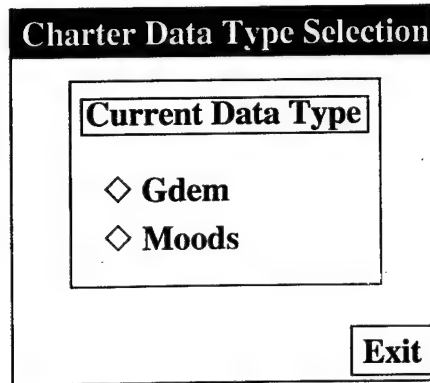 Charter Data Type Selection
Current Data Type
Gdem
Moods
Exit